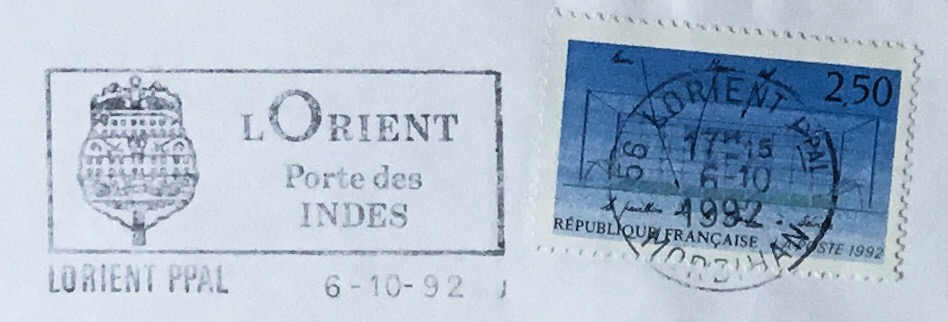 LORIENT
Porte des
INDES
LORIENT PPAL 6-10-92
2,50
LORIENT PPAL
17H15
6-10
1992
56
MORBIHAN
RÉPUBLIQUE FRANÇAISE LA POSTE 1992